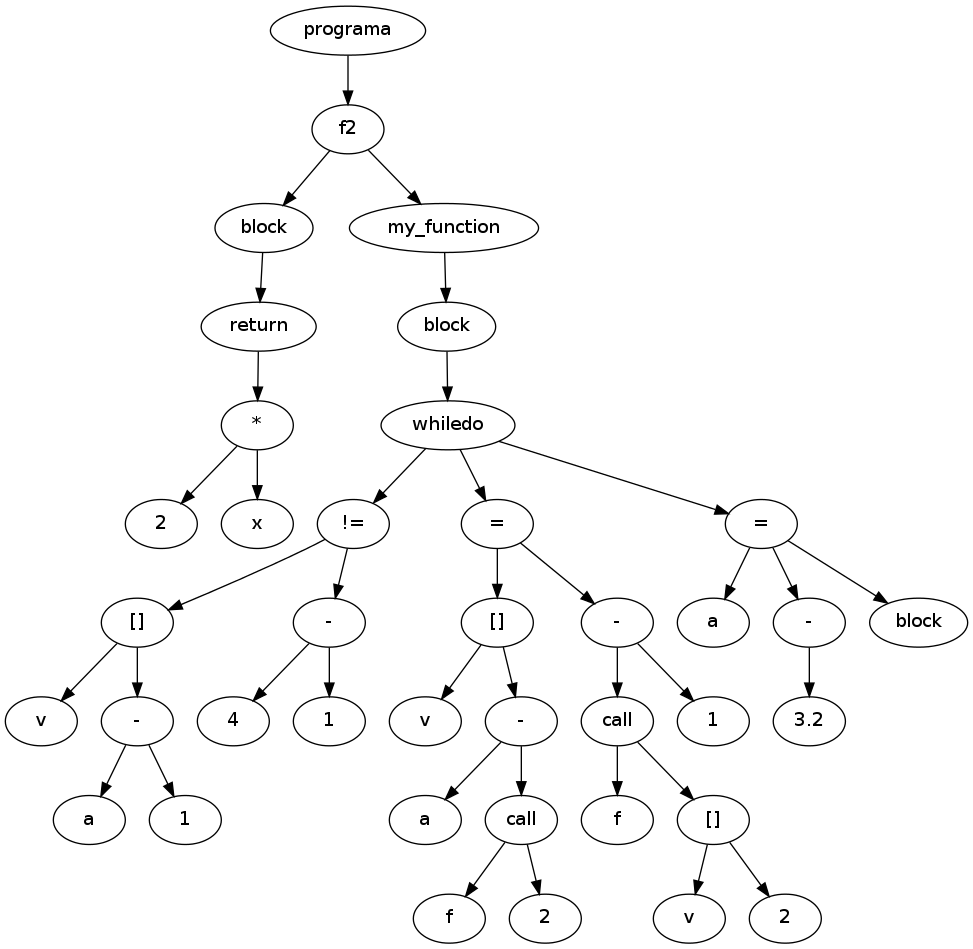 programa
f2
block my_function
return block
* whiledo
2 x != = =
[] - [] - a - block
v - 4 1 v - call 1 3.2
a 1 a call f []
f 2 v 2